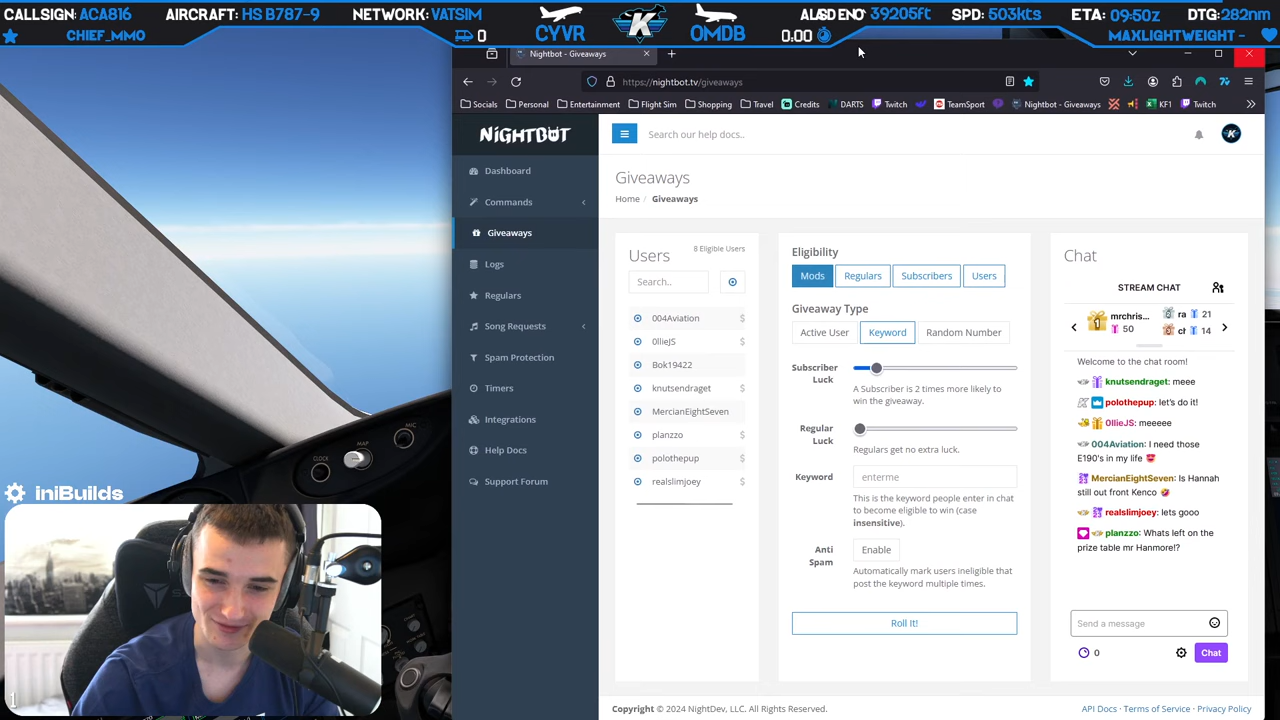 CALLSIGN: ACA816 AIRCRAFT: HS B787-9 NETWORK: VATSIM CYVR OMDB 39205ft SPD: 503kts ETA: 09:50z DTG: 282nm
CHIEF_MMO 0 0.00 MAXLIGHTWEIGHT -
Nightbot - Giveaways
https://nightbot.tv/giveaways
Socials Personal Entertainment Flight Sim Shopping Travel Credits DARTS Twitch TeamSport Nightbot - Giveaways KF1 Twitch
NIGHTBOT
Search our help docs..
Dashboard
Commands
Giveaways
Logs
Regulars
Song Requests
Spam Protection
Timers
Integrations
Help Docs
Support Forum
Giveaways
Home / Giveaways
Users
8 Eligible Users
Search..
004Aviation $
0llieJS $
Bok19422
knutsendraget $
MercianEightSeven
planzzo $
polothepup $
realslimjoey $
Eligibility
Mods Regulars Subscribers Users
Giveaway Type
Active User Keyword Random Number
Subscriber Luck
A Subscriber is 2 times more likely to
win the giveaway.
Regular Luck
Regulars get no extra luck.
Keyword
enterme
This is the keyword people enter in chat
to become eligible to win (case
insensitive).
Anti Spam
Enable
Automatically mark users ineligible that
post the keyword multiple times.
Roll It!
Chat
STREAM CHAT
mrchris... 50
ra 21
14
Welcome to the chat room!
knutsendraget: meee
polothepup: let's do it!
0llieJS: meeeee
004Aviation: I need those
E190's in my life
MercianEightSeven: Is Hannah
still out front Kenco
realslimjoey: lets gooo
planzzo: Whats left on the
prize table mr Hanmore!?
Send a message
0
Chat
Copyright © 2024 NightDev, LLC. All Rights Reserved.
API Docs · Terms of Service · Privacy Policy
CLOCK
MAP
MIC
iniBuilds